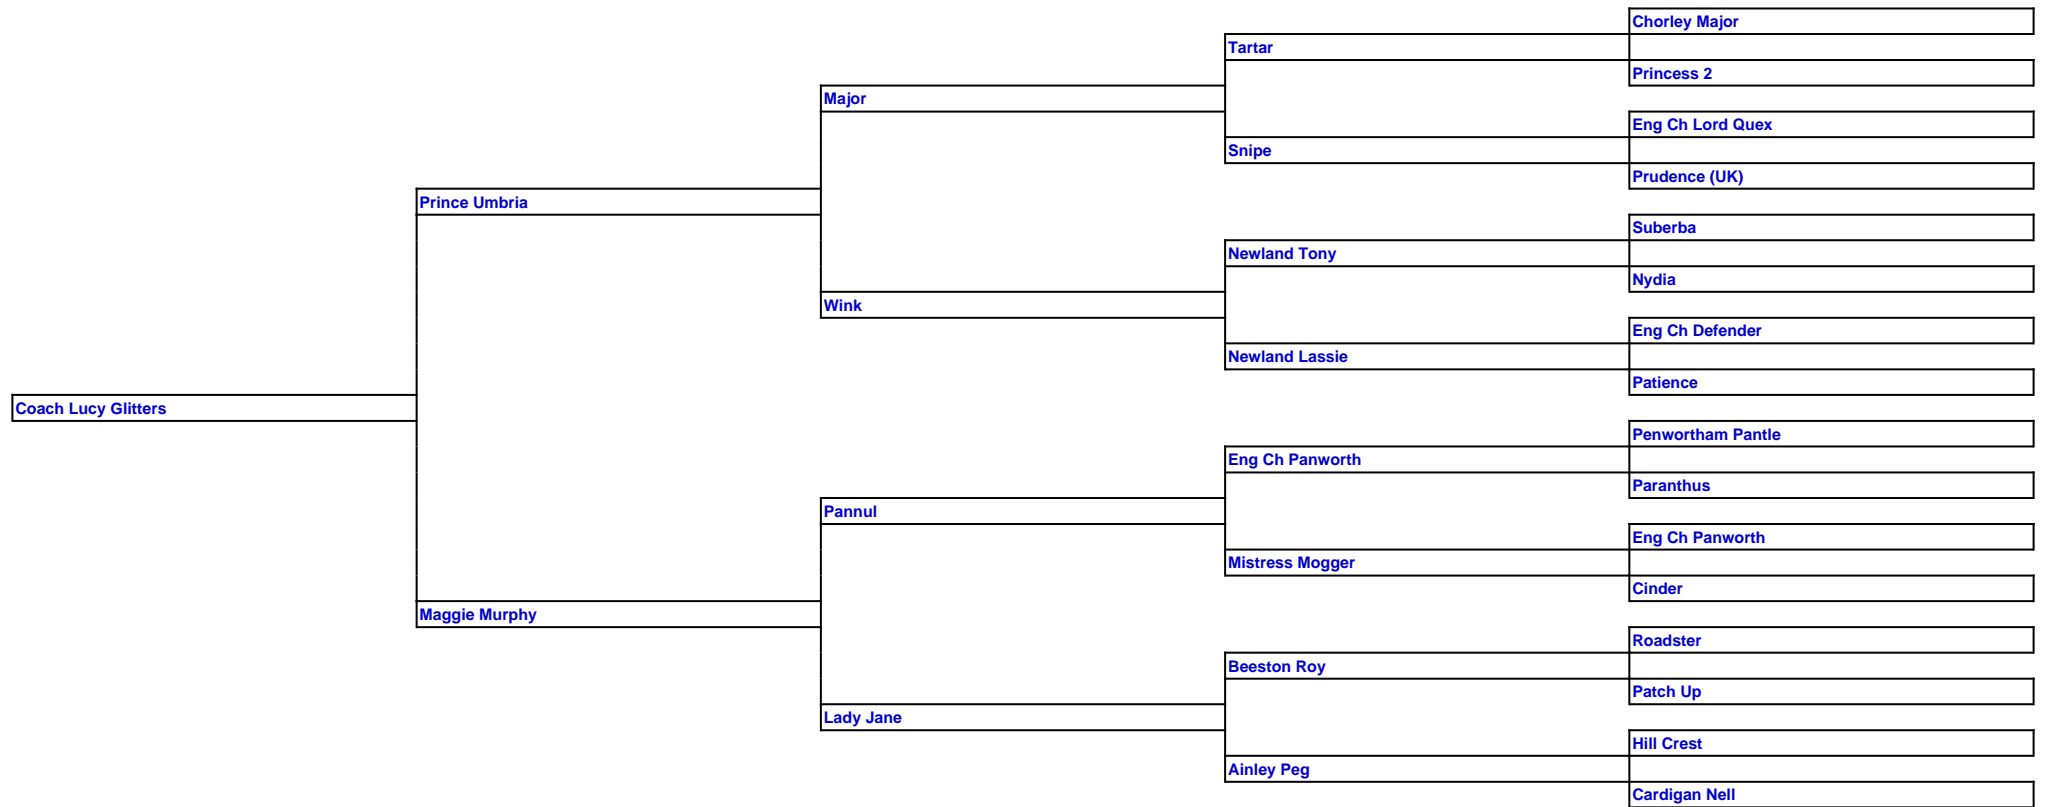 Chorley Major
Tartar
Princess 2
Major
Eng Ch Lord Quex
Snipe
Prudence (UK)
Prince Umbria
Suberba
Newland Tony
Nydia
Wink
Eng Ch Defender
Newland Lassie
Patience
Coach Lucy Glitters
Penwortham Pantle
Eng Ch Panworth
Paranthus
Pannul
Eng Ch Panworth
Mistress Mogger
Cinder
Maggie Murphy
Roadster
Beeston Roy
Patch Up
Lady Jane
Hill Crest
Ainley Peg
Cardigan Nell